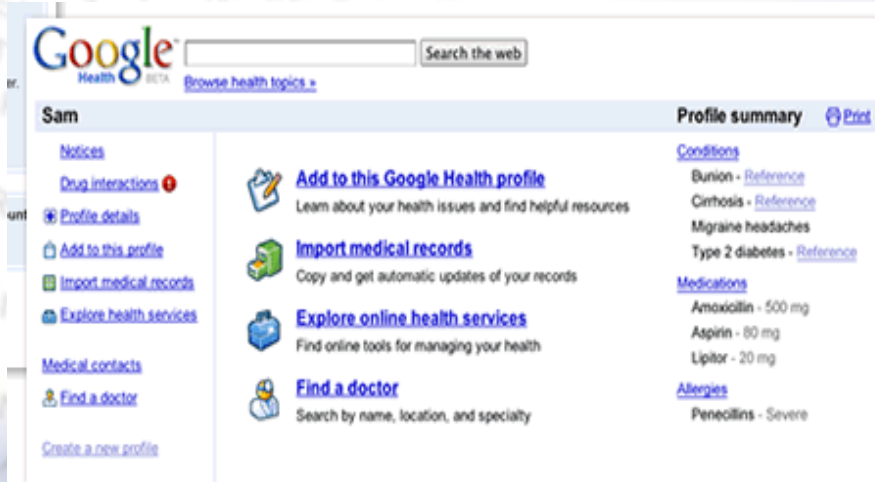 Google
Health BETA
Search the web
Browse health topics »
er.
Sam
Profile summary Print
Notices
Drug interactions
unt
Profile details
Add to this profile
Import medical records
Explore health services
Medical contacts
Find a doctor
Create a new profile
Add to this Google Health profile
Learn about your health issues and find helpful resources
Import medical records
Copy and get automatic updates of your records
Explore online health services
Find online tools for managing your health
Find a doctor
Search by name, location, and specialty
Conditions
Bunion - Reference
Cirrhosis - Reference
Migraine headaches
Type 2 diabetes - Reference
Medications
Amoxicillin - 500 mg
Aspirin - 80 mg
Lipitor - 20 mg
Allergies
Penecillins - Severe